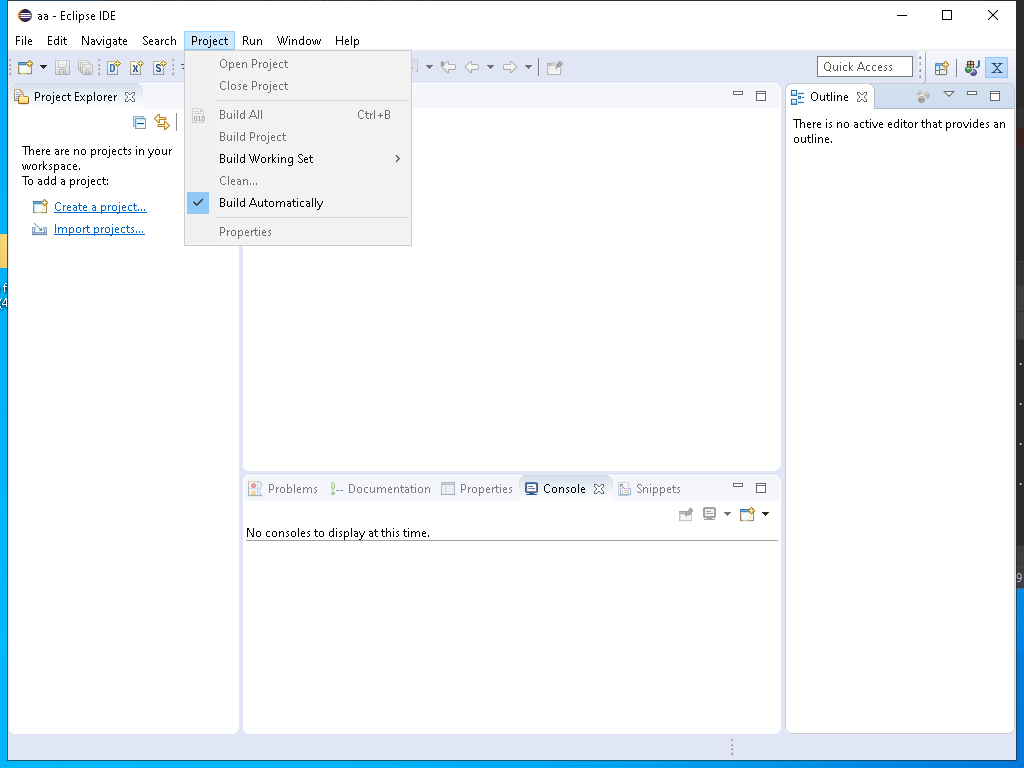 aa - Eclipse IDE
File Edit Navigate Search Project Run Window Help
Quick Access
Open Project
Close Project
Build All Ctrl+B
Build Project
Build Working Set
Clean...
Build Automatically
Properties
Project Explorer
There are no projects in your
workspace.
To add a project:
Create a project...
Import projects...
Outline
There is no active editor that provides an
outline.
Problems Documentation Properties Console Snippets
No consoles to display at this time.